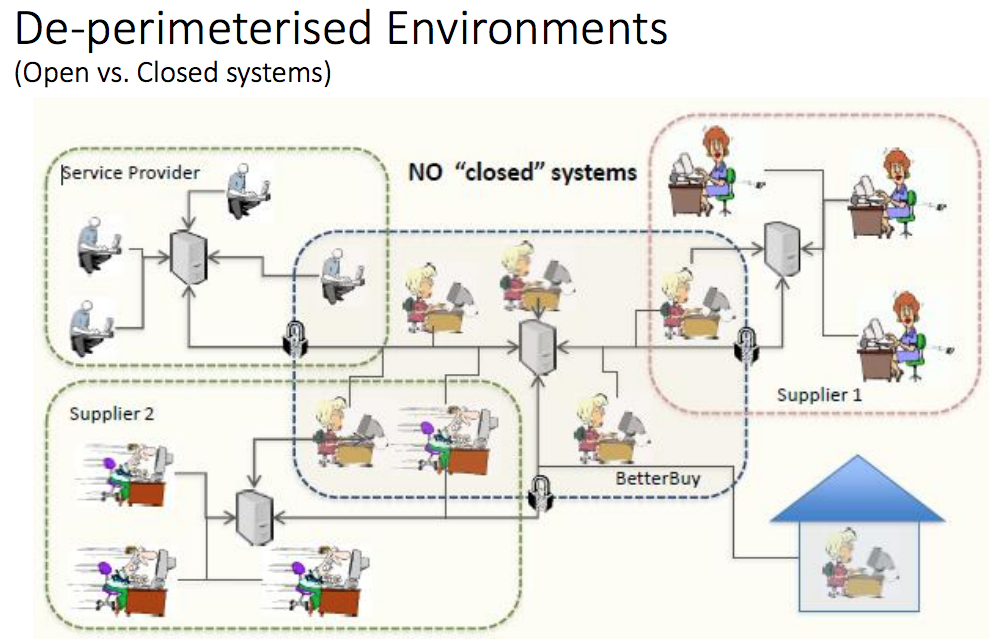 De-perimeterised Environments
(Open vs. Closed systems)
Service Provider
NO "closed" systems
Supplier 1
Supplier 2
BetterBuy